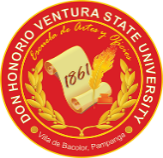 DON HONORIO VENTURA STATE UNIVERSITY
Escuela de Artes y Oficios
1861
Villa de Bacolor, Pampanga